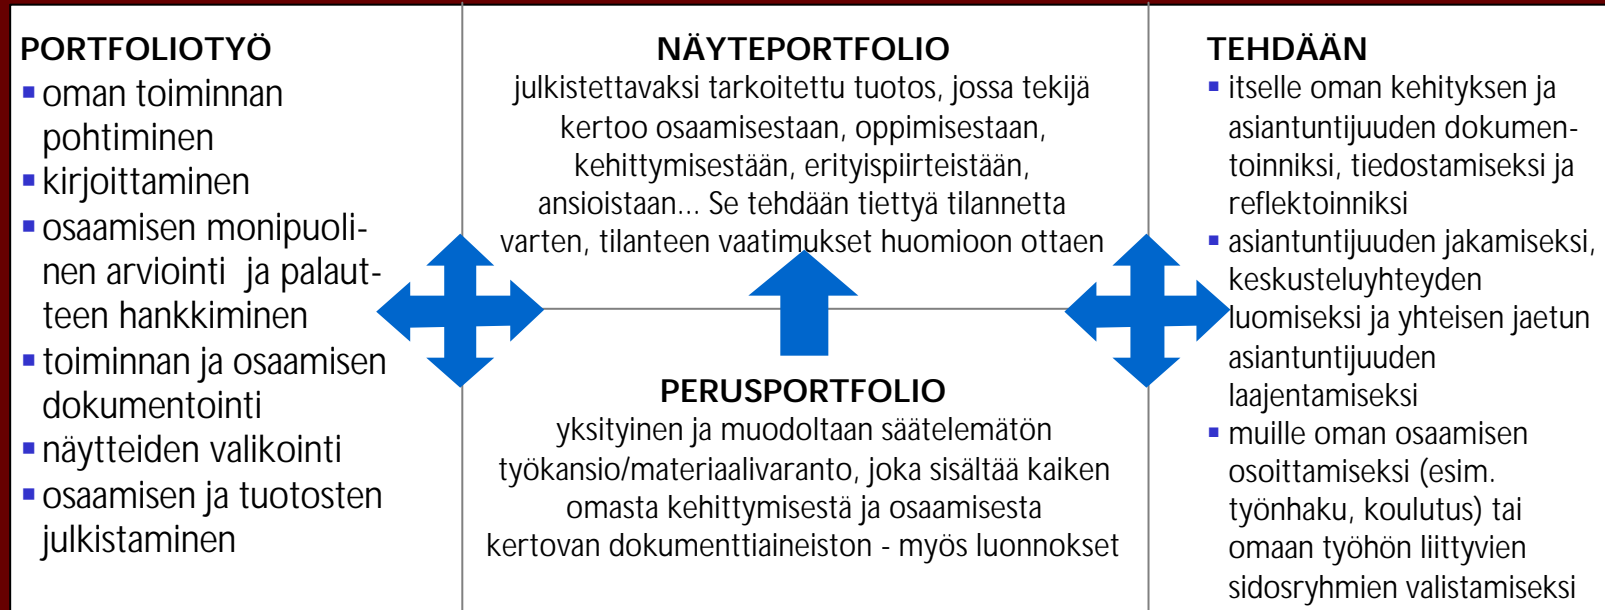 PORTFOLIOTYÖ
▪ oman toiminnan
pohtiminen
▪ kirjoittaminen
▪ osaamisen monipuoli-
nen arviointi ja palaut-
teen hankkiminen
▪ toiminnan ja osaamisen
dokumentointi
▪ näytteiden valikointi
▪ osaamisen ja tuotosten
julkistaminen
NÄYTEPORTFOLIO
julkistettavaksi tarkoitettu tuotos, jossa tekijä
kertoo osaamisestaan, oppimisestaan,
kehittymisestään, erityispiirteistään,
ansioistaan... Se tehdään tiettyä tilannetta
varten, tilanteen vaatimukset huomioon ottaen
PERUSPORTFOLIO
yksityinen ja muodoltaan säätelemätön
työkansio/materiaalivaranto, joka sisältää kaiken
omasta kehittymisestä ja osaamisesta
kertovan dokumenttiaineiston - myös luonnokset
TEHDÄÄN
▪ itselle oman kehityksen ja
asiantuntijuuden dokumen-
toinniksi, tiedostamiseksi ja
reflektoinniksi
▪ asiantuntijuuden jakamiseksi,
keskusteluyhteyden
luomiseksi ja yhteisen jaetun
asiantuntijuuden
laajentamiseksi
▪ muille oman osaamisen
osoittamiseksi (esim.
työnhaku, koulutus) tai
omaan työhön liittyvien
sidosryhmien valistamiseksi